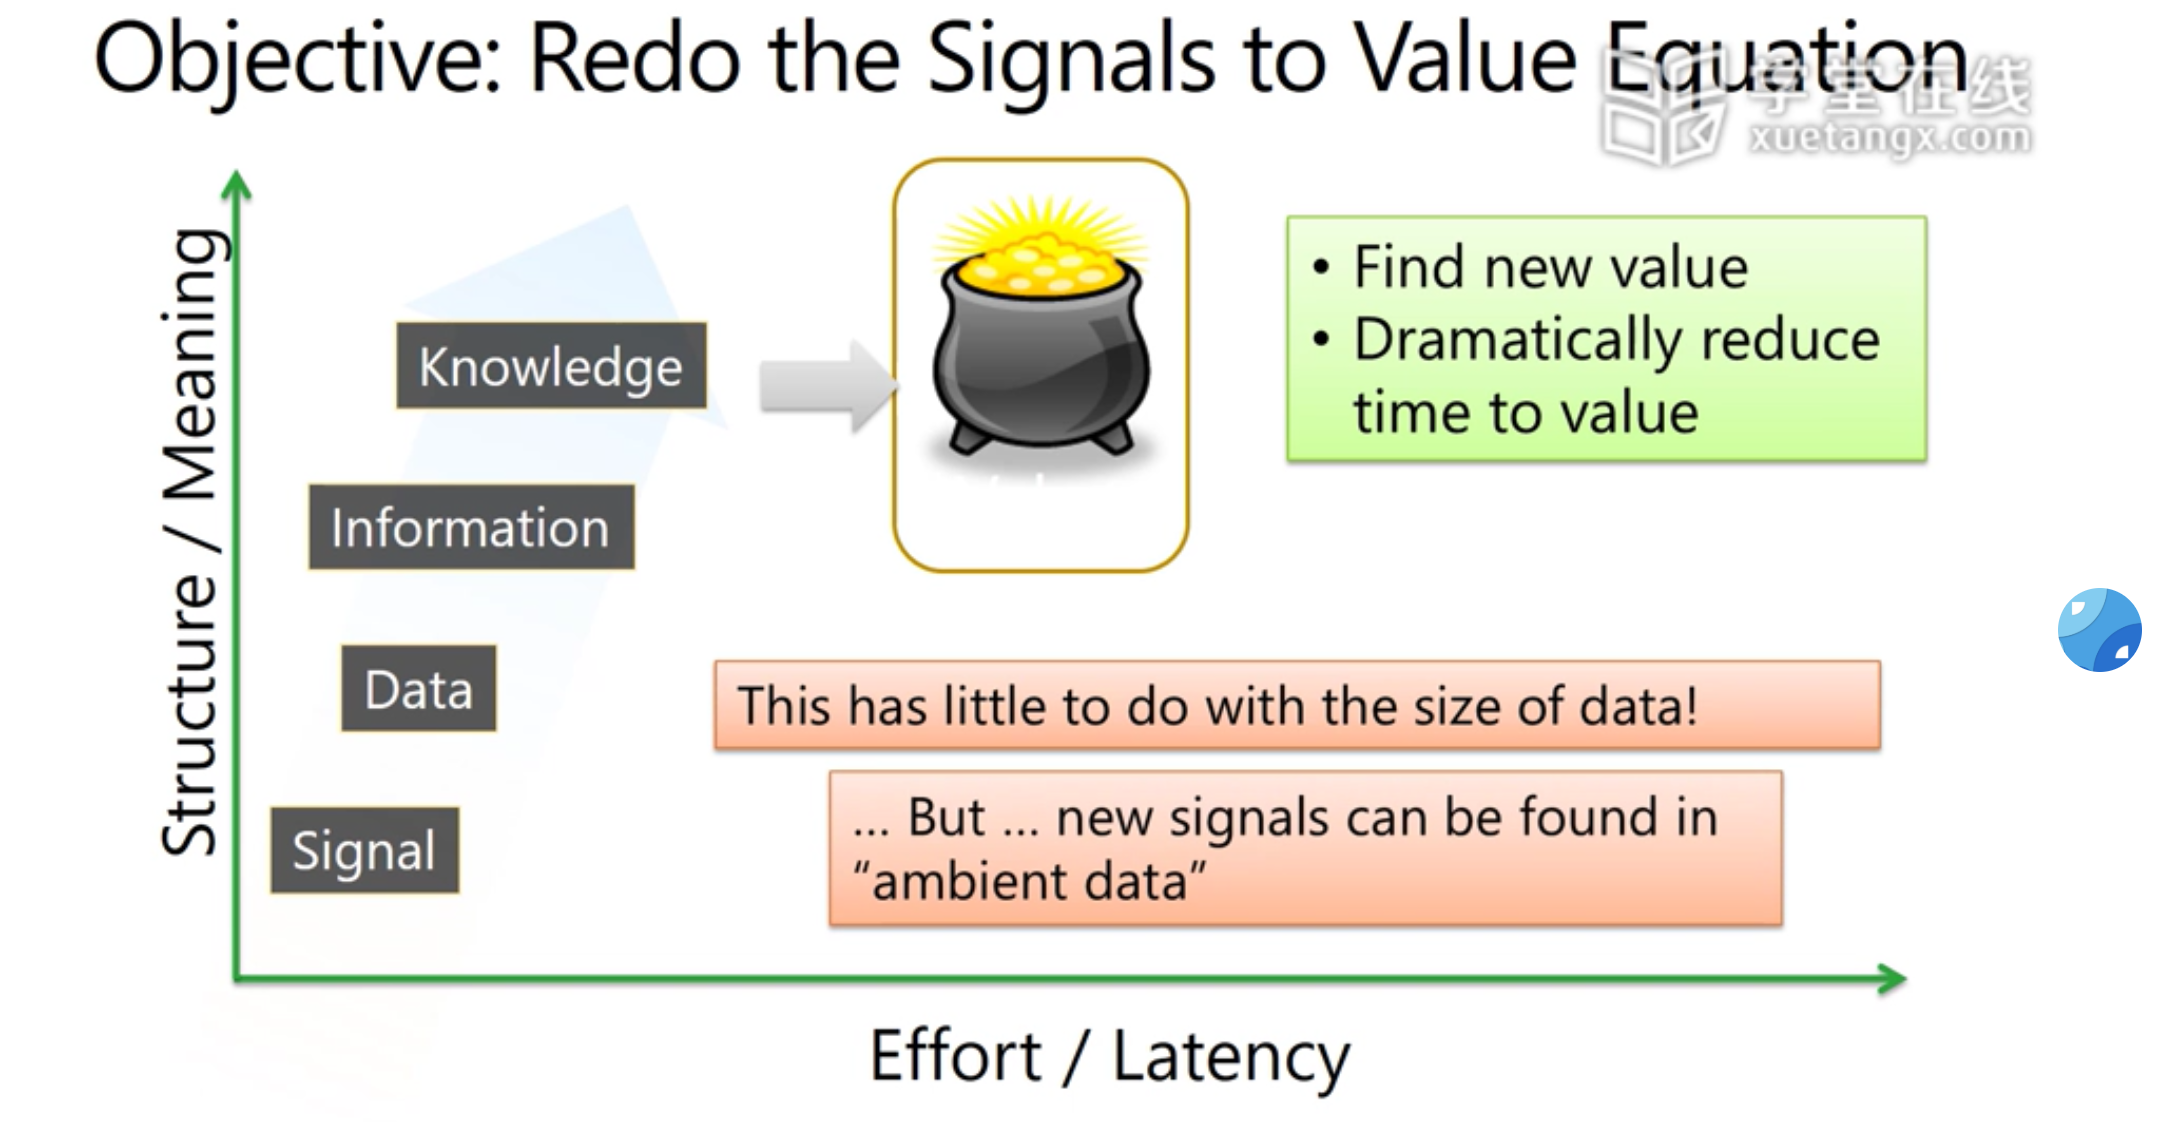 Objective: Redo the Signals to Value Equation
学堂在线
xuetangx.com
Structure / Meaning
Knowledge
Information
Data
Signal
• Find new value
• Dramatically reduce
time to value
This has little to do with the size of data!
... But ... new signals can be found in
“ambient data”
Effort / Latency